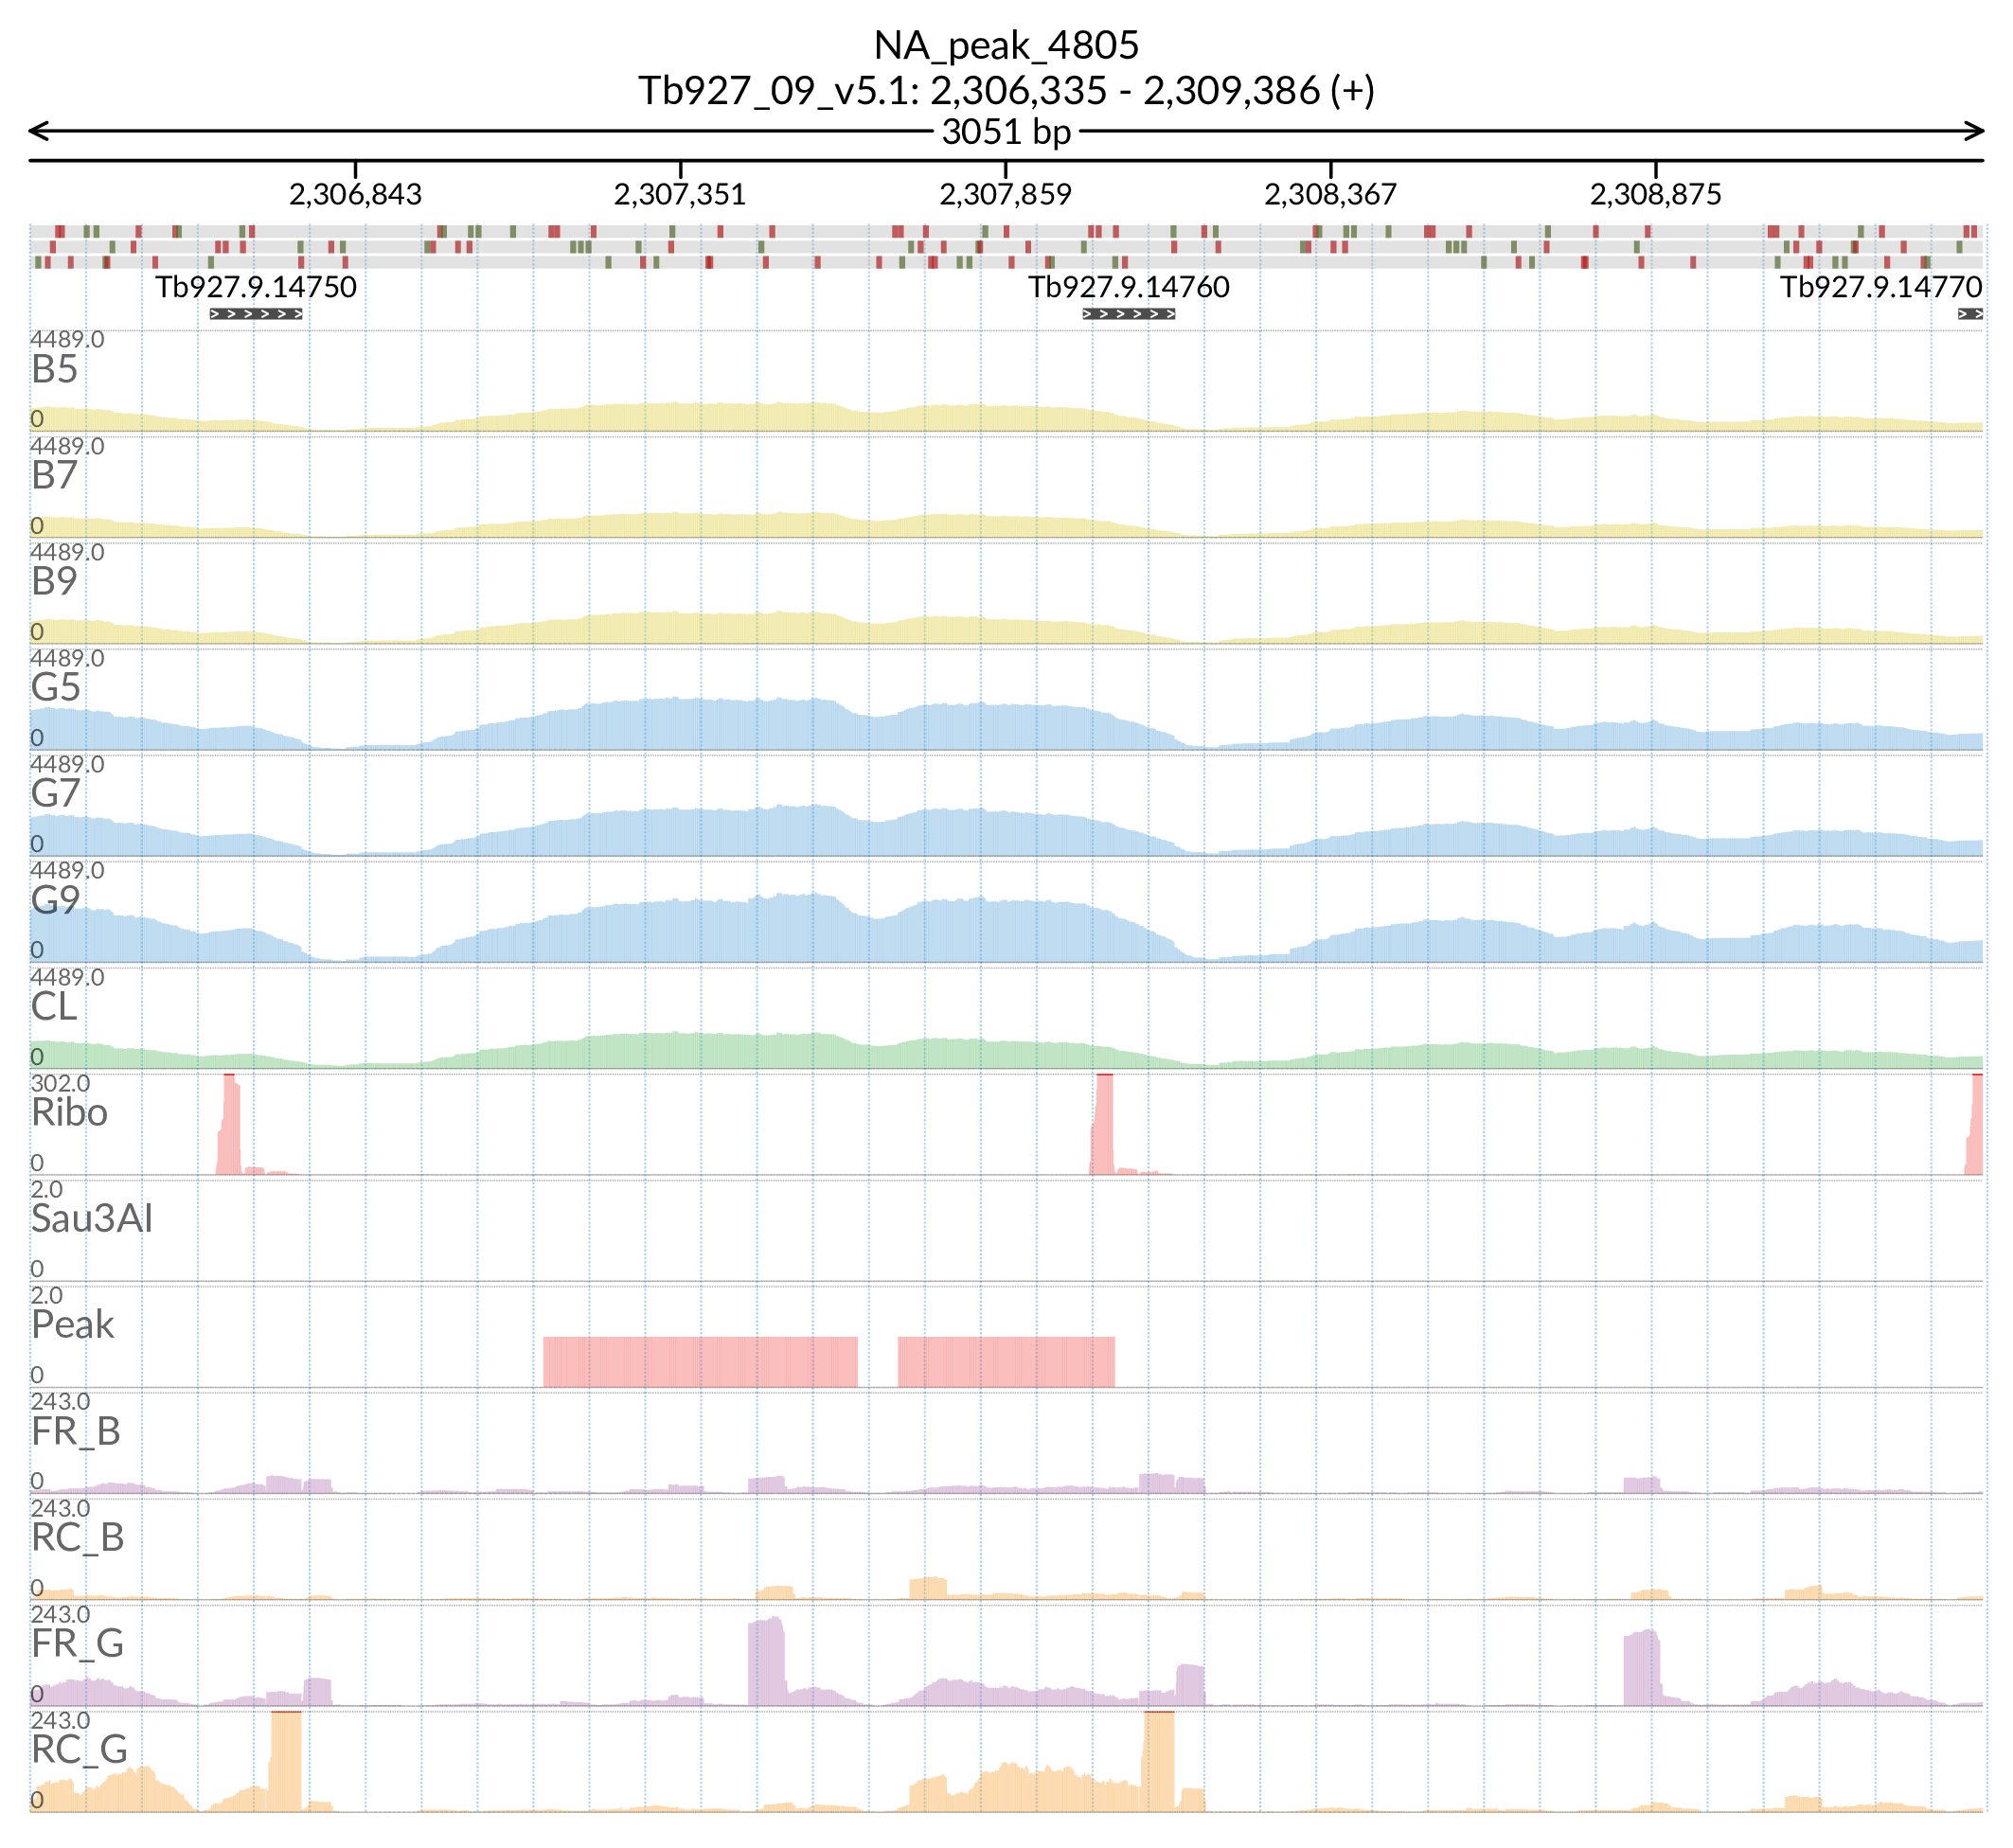 NA_peak_4805
Tb927_09_v5.1: 2,306,335 - 2,309,386 (+)
3051 bp
2,306,843 2,307,351 2,307,859 2,308,367 2,308,875
Tb927.9.14750 Tb927.9.14760 Tb927.9.14770
4489.0
B5
0
4489.0
B7
0
4489.0
B9
0
4489.0
G5
0
4489.0
G7
0
4489.0
G9
0
4489.0
CL
0
302.0
Ribo
0
2.0
Sau3AI
0
2.0
Peak
0
243.0
FR_B
0
243.0
RC_B
0
243.0
FR_G
0
243.0
RC_G
0